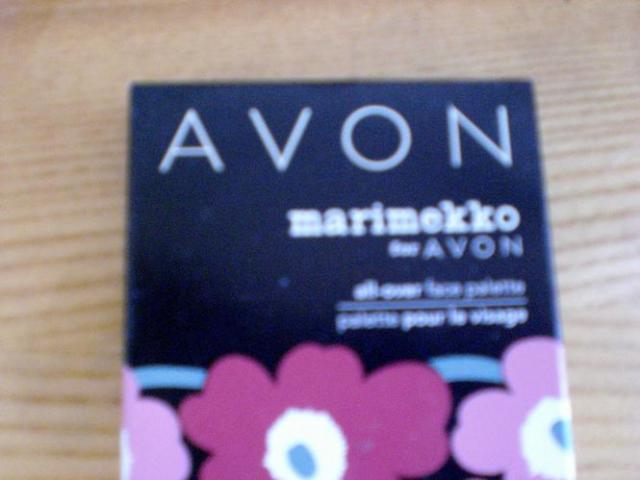 AVON
marimekko
for AVON
all-over face palette
palette pour le visage